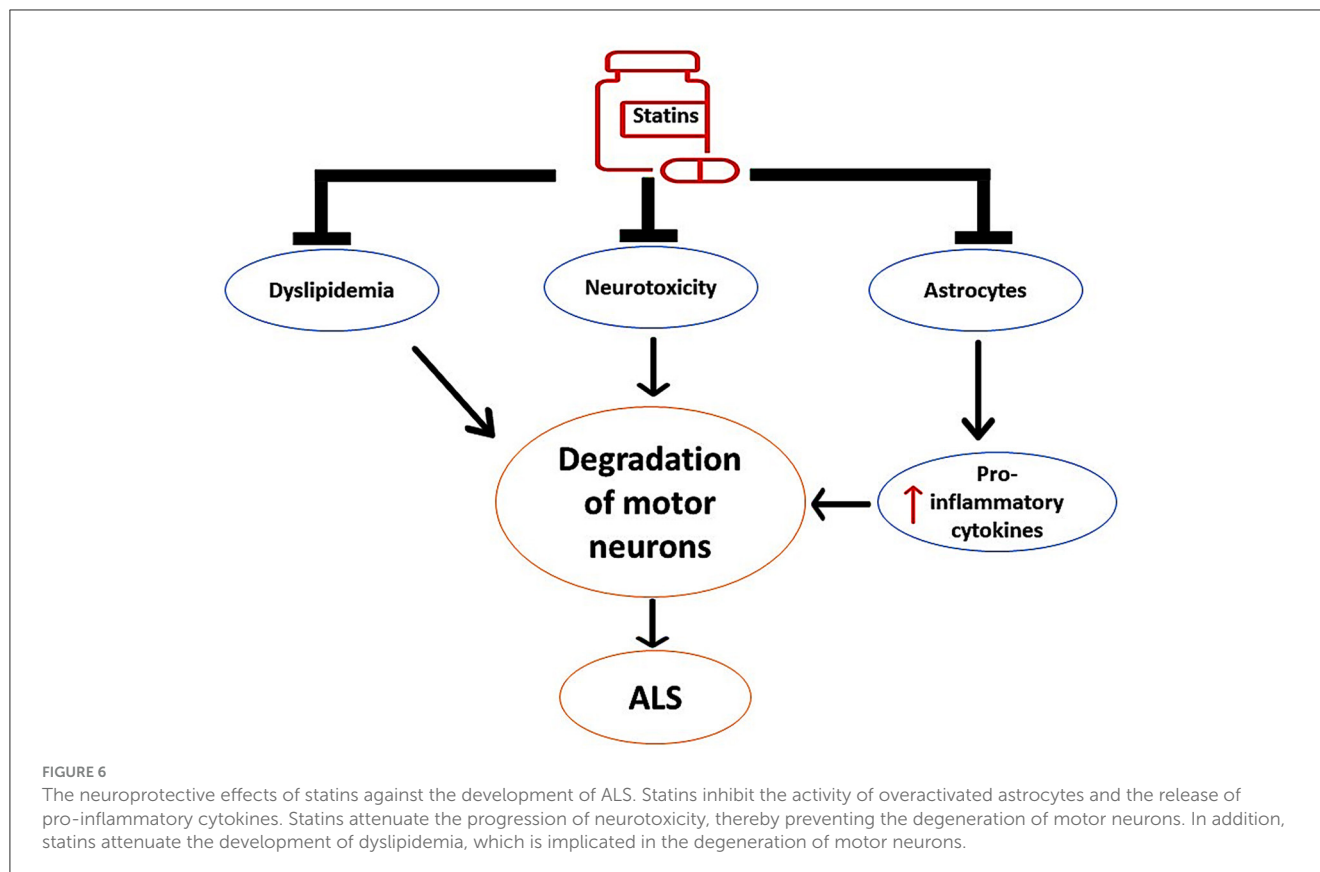 Statins
Dyslipidemia
Neurotoxicity
Astrocytes
Degradation
of motor
neurons
Pro-
inflammatory
cytokines
ALS
FIGURE 6
The neuroprotective effects of statins against the development of ALS. Statins inhibit the activity of overactivated astrocytes and the release of
pro-inflammatory cytokines. Statins attenuate the progression of neurotoxicity, thereby preventing the degeneration of motor neurons. In addition,
statins attenuate the development of dyslipidemia, which is implicated in the degeneration of motor neurons.